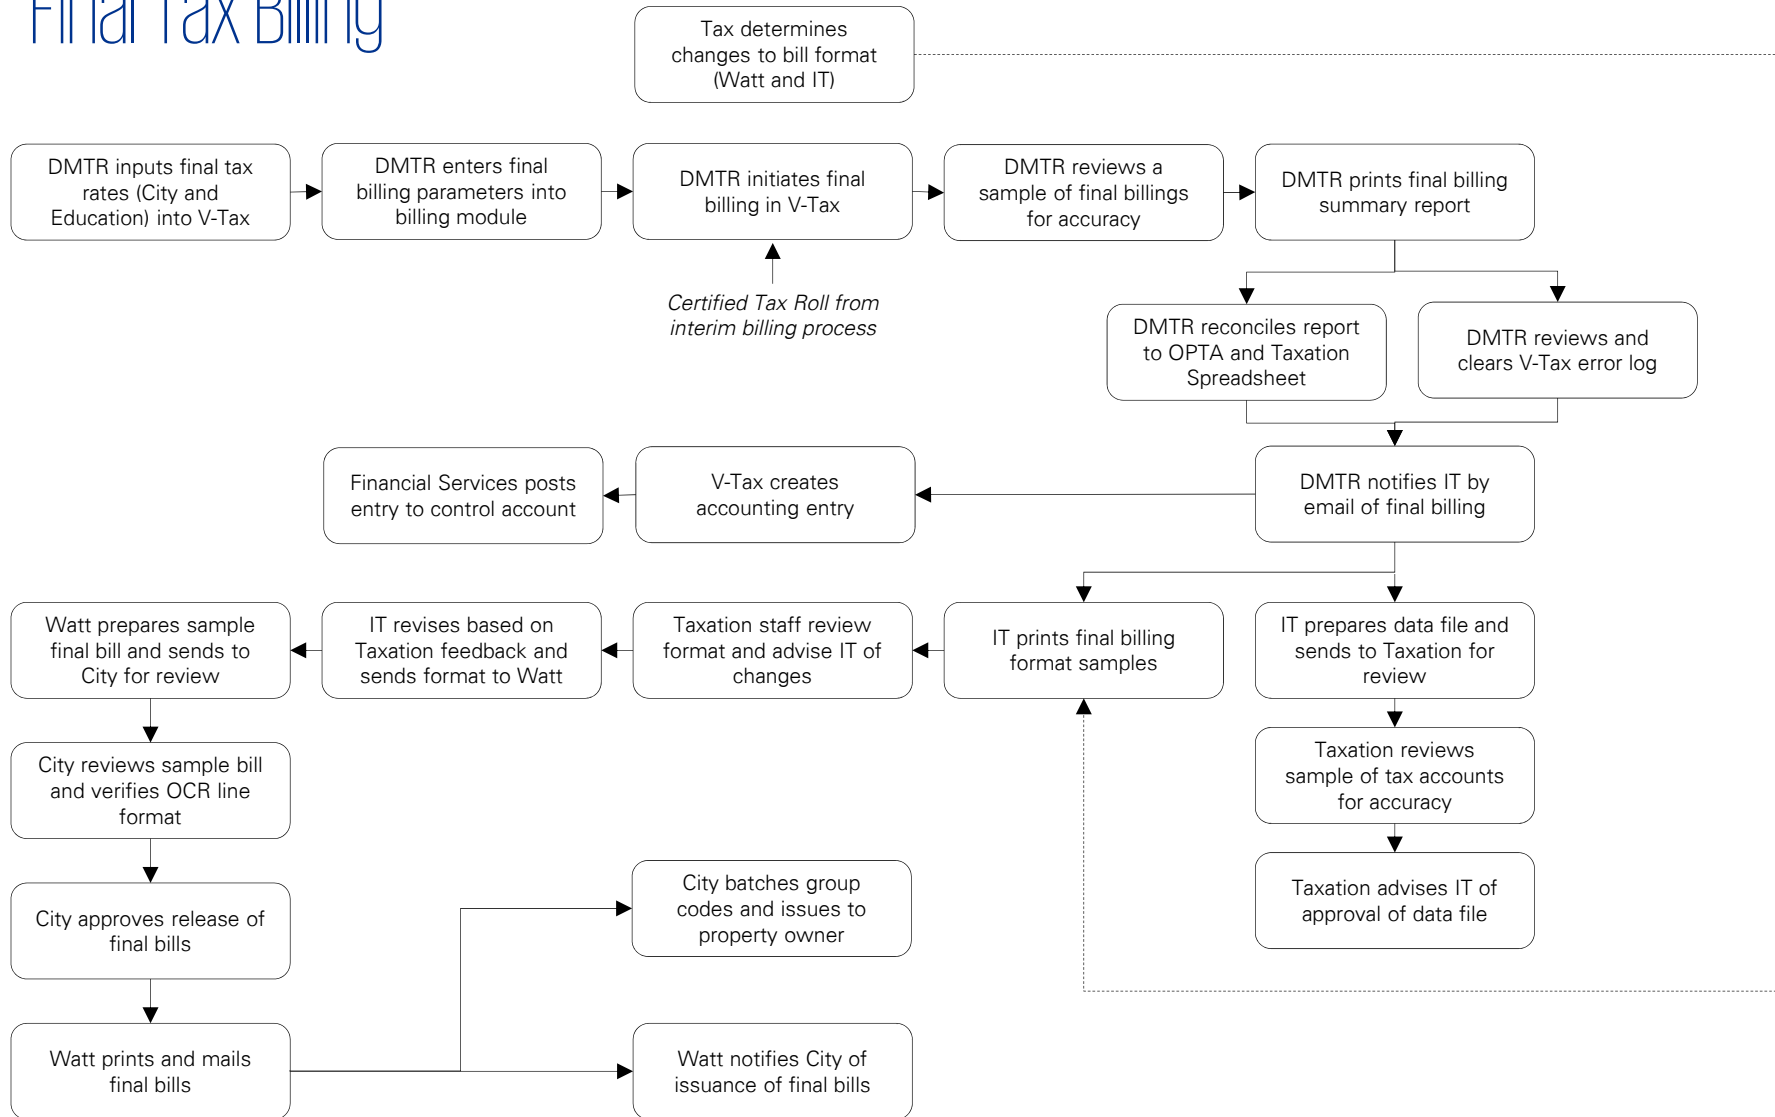 Final Tax Billing
Tax determines
changes to bill format
(Watt and IT)
DMTR inputs final tax
rates (City and
Education) into V-Tax
DMTR enters final
billing parameters into
billing module
DMTR initiates final
billing in V-Tax
DMTR reviews a
sample of final billings
for accuracy
DMTR prints final billing
summary report
Certified Tax Roll from
interim billing process
DMTR reconciles report
to OPTA and Taxation
Spreadsheet
DMTR reviews and
clears V-Tax error log
Financial Services posts
entry to control account
V-Tax creates
accounting entry
DMTR notifies IT by
email of final billing
Watt prepares sample
final bill and sends to
City for review
IT revises based on
Taxation feedback and
sends format to Watt
Taxation staff review
format and advise IT of
changes
IT prints final billing
format samples
IT prepares data file and
sends to Taxation for
review
City reviews sample bill
and verifies OCR line
format
Taxation reviews
sample of tax accounts
for accuracy
City approves release of
final bills
City batches group
codes and issues to
property owner
Taxation advises IT of
approval of data file
Watt prints and mails
final bills
Watt notifies City of
issuance of final bills